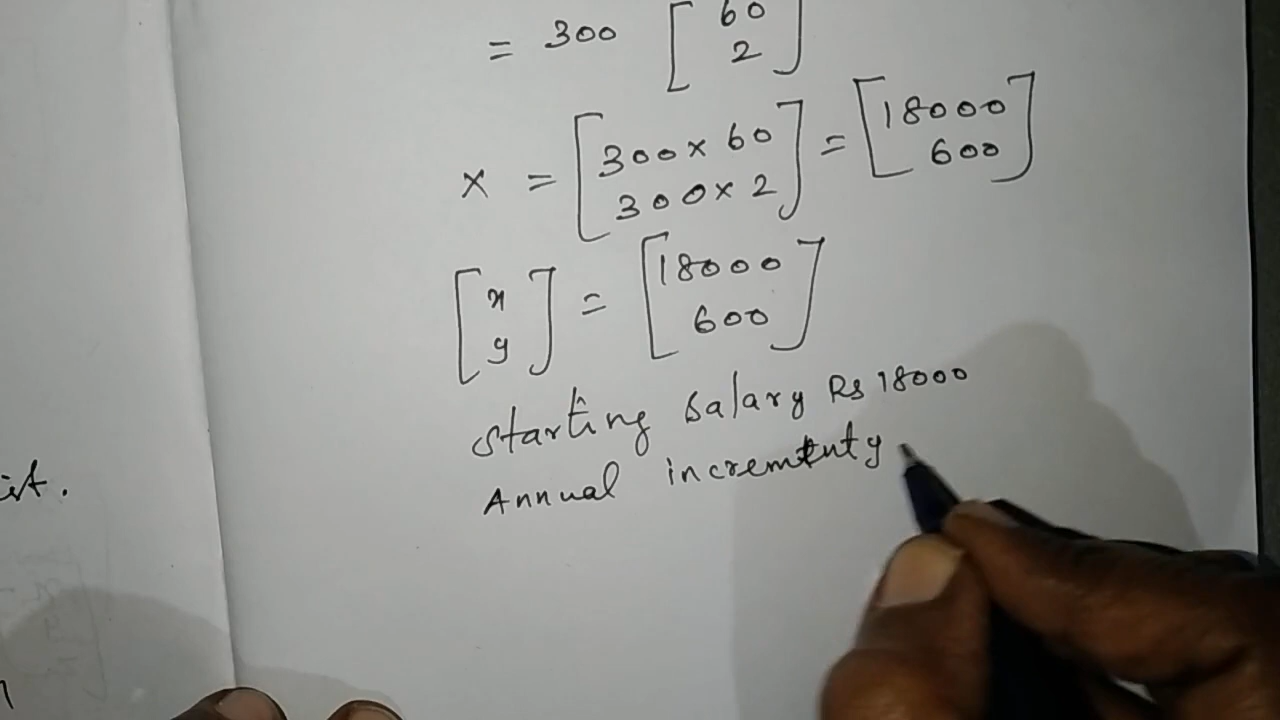 = 300 [60
2]
X = [300 x 60
300 x 2] = [18000
600]
[x
y] = [18000
600]
starting salary Rs 18000
Annual increment y